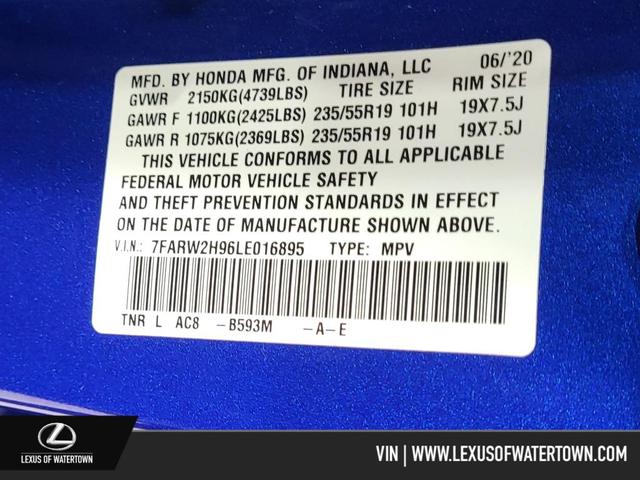 MFD. BY HONDA MFG. OF INDIANA, LLC 06/'20
GVWR 2150KG(4739LBS) TIRE SIZE RIM SIZE
GAWR F 1100KG(2425LBS) 235/55R19 101H 19X7.5J
GAWR R 1075KG(2369LBS) 235/55R19 101H 19X7.5J
THIS VEHICLE CONFORMS TO ALL APPLICABLE
FEDERAL MOTOR VEHICLE SAFETY
AND THEFT PREVENTION STANDARDS IN EFFECT
ON THE DATE OF MANUFACTURE SHOWN ABOVE.
V.I.N.: 7FARW2H96LE016895 TYPE: MPV
TNR L AC8 -B593M -A-E
LEXUS OF WATERTOWN
VIN | WWW.LEXUSOFWATERTOWN.COM